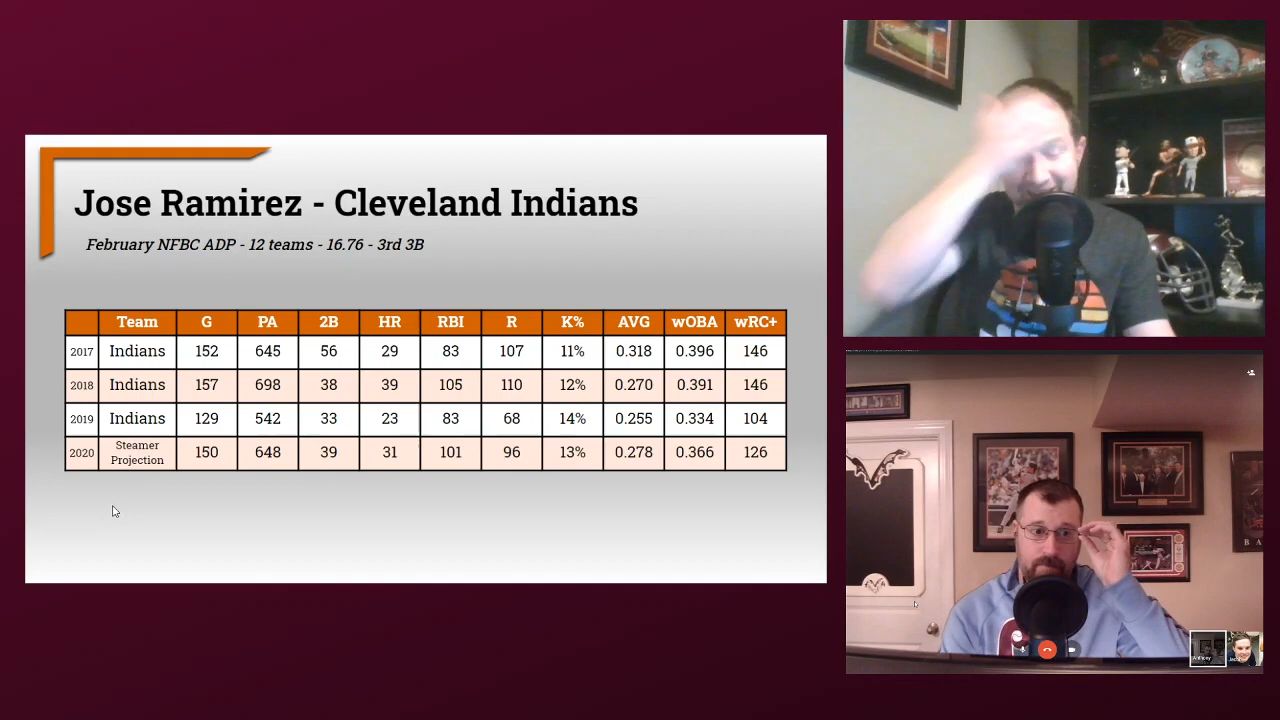 Jose Ramirez - Cleveland Indians
February NFBC ADP - 12 teams - 16.76 - 3rd 3B
Team G PA 2B HR RBI R K% AVG wOBA wRC+
2017 Indians 152 645 56 29 83 107 11% 0.318 0.396 146
2018 Indians 157 698 38 39 105 110 12% 0.270 0.391 146
2019 Indians 129 542 33 23 83 68 14% 0.255 0.334 104
2020 Steamer Projection 150 648 39 31 101 96 13% 0.278 0.366 126
Anthony